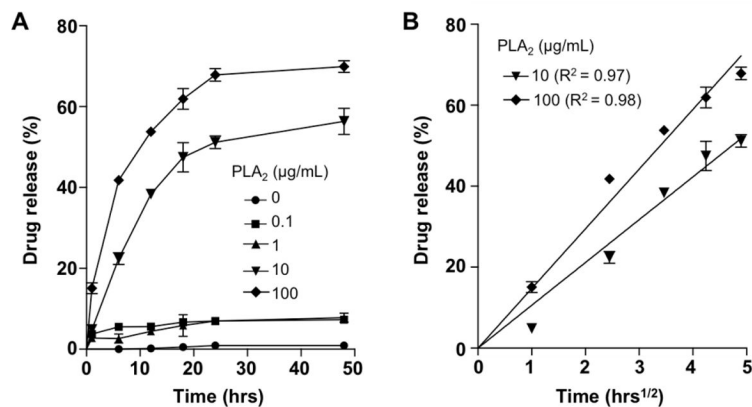 A
Drug release (%)
80
60
40
20
0
PLA₂ (µg/mL)
0
0.1
1
10
100
0 10 20 30 40 50
Time (hrs)
B
Drug release (%)
80
60
40
20
0
PLA₂ (µg/mL)
10 (R² = 0.97)
100 (R² = 0.98)
0 1 2 3 4 5
Time (hrs¹/²)